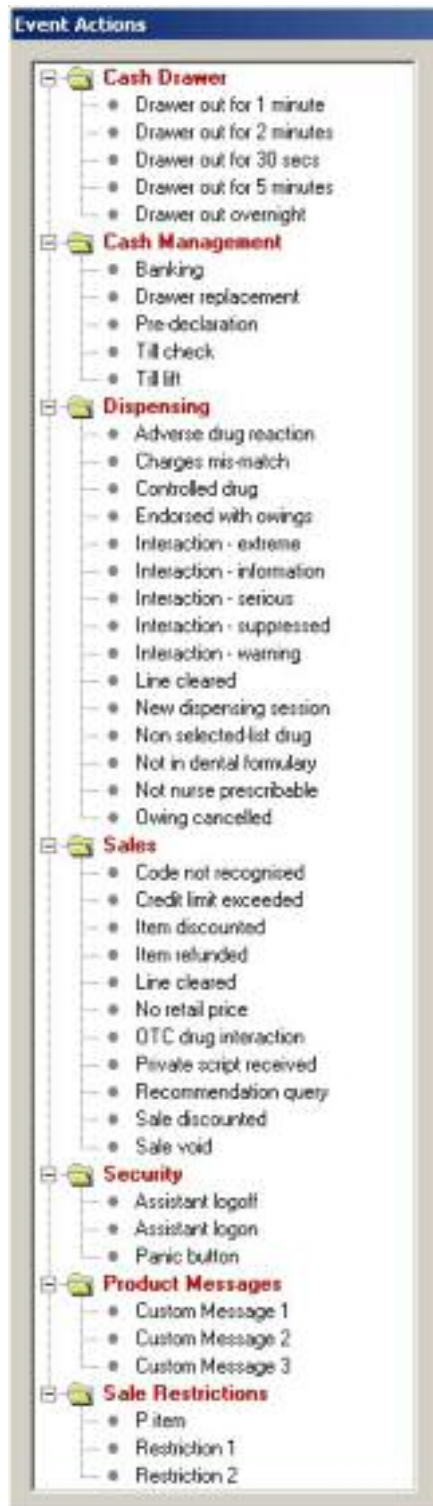 Event Actions
Cash Drawer
Drawer out for 1 minute
Drawer out for 2 minutes
Drawer out for 30 secs
Drawer out for 5 minutes
Drawer out overnight
Cash Management
Banking
Drawer replacement
Pre-declaration
Till check
Till lift
Dispensing
Adverse drug reaction
Charges mis-match
Controlled drug
Endorsed with owings
Interaction - extreme
Interaction - information
Interaction - serious
Interaction - suppressed
Interaction - warning
Line cleared
New dispensing session
Non selected-list drug
Not in dental formulary
Not nurse prescribable
Owing cancelled
Sales
Code not recognised
Credit limit exceeded
Item discounted
Item refunded
Line cleared
No retail price
OTC drug interaction
Private script received
Recommendation query
Sale discounted
Sale void
Security
Assistant logoff
Assistant logon
Panic button
Product Messages
Custom Message 1
Custom Message 2
Custom Message 3
Sale Restrictions
P item
Restriction 1
Restriction 2